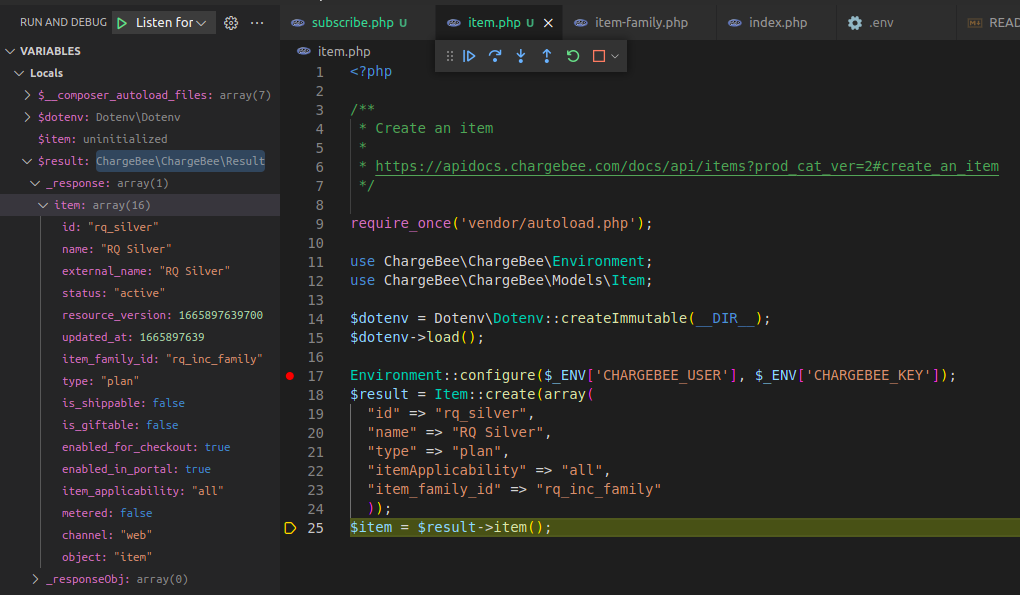 RUN AND DEBUG Listen for ...
VARIABLES
Locals
$__composer_autoload_files: array(7)
$dotenv: Dotenv\Dotenv
$item: uninitialized
$result: ChargeBee\ChargeBee\Result
_response: array(1)
item: array(16)
id: "rq_silver"
name: "RQ Silver"
external_name: "RQ Silver"
status: "active"
resource_version: 1665897639700
updated_at: 1665897639
item_family_id: "rq_inc_family"
type: "plan"
is_shippable: false
is_giftable: false
enabled_for_checkout: true
enabled_in_portal: true
item_applicability: "all"
metered: false
channel: "web"
object: "item"
_responseObj: array(0)
subscribe.php U item.php U item-family.php index.php .env READ
item.php
1 <?php
2
3 /**
4 * Create an item
5 *
6 * https://apidocs.chargebee.com/docs/api/items?prod_cat_ver=2#create_an_item
7 */
8
9 require_once('vendor/autoload.php');
10
11 use ChargeBee\ChargeBee\Environment;
12 use ChargeBee\ChargeBee\Models\Item;
13
14 $dotenv = Dotenv\Dotenv::createImmutable(__DIR__);
15 $dotenv->load();
16
17 Environment::configure($_ENV['CHARGEBEE_USER'], $_ENV['CHARGEBEE_KEY']);
18 $result = Item::create(array(
19 "id" => "rq_silver",
20 "name" => "RQ Silver",
21 "type" => "plan",
22 "itemApplicability" => "all",
23 "item_family_id" => "rq_inc_family"
24 ));
25 $item = $result->item();